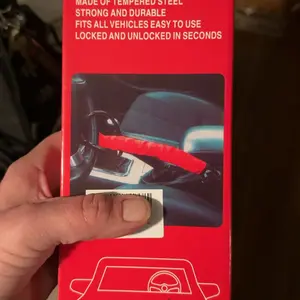 MADE OF TEMPERED STEEL
STRONG AND DURABLE
FITS ALL VEHICLES EASY TO USE
LOCKED AND UNLOCKED IN SECONDS